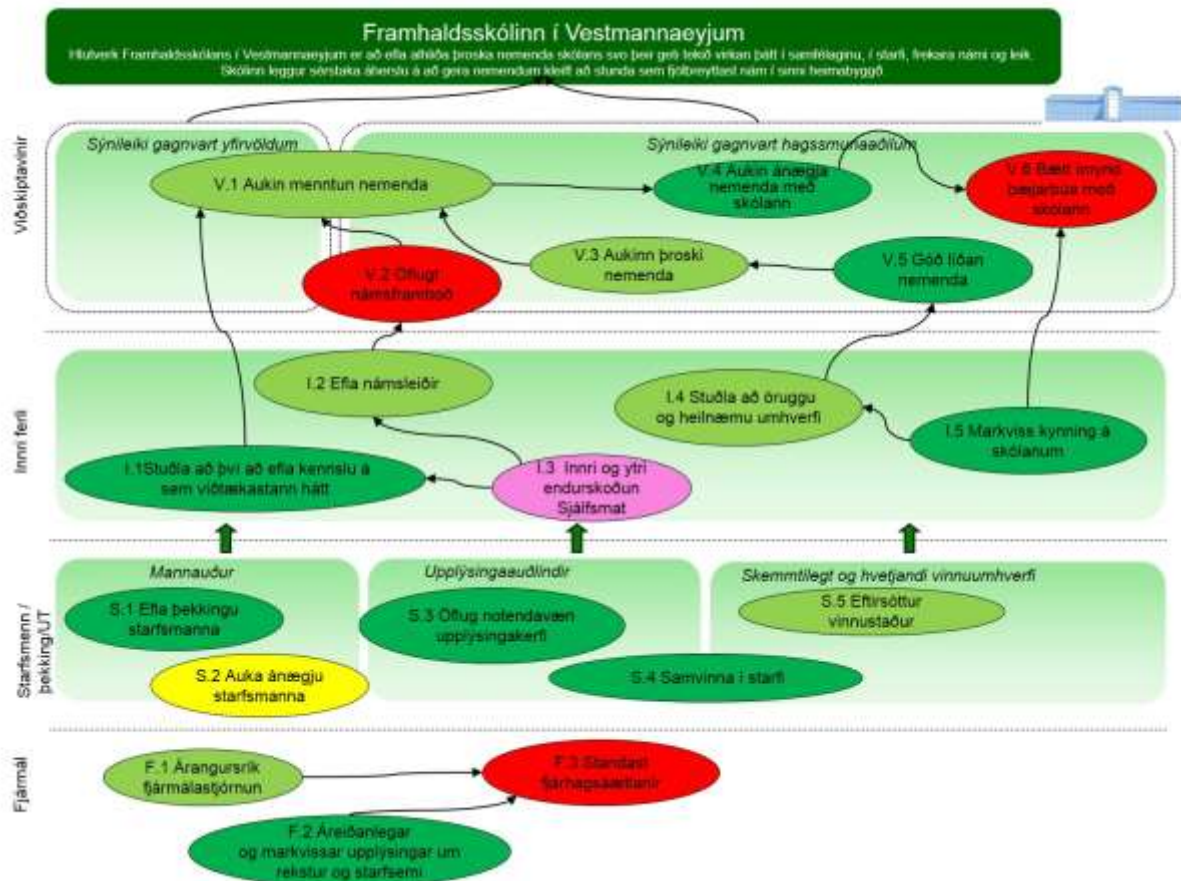 Framhaldsskólinn í Vestmannaeyjum
Hlutverk Framhaldsskólans í Vestmannaeyjum er að efla alhliða þroska nemenda skólans svo þeir geti tekið virkan þátt í samfélaginu, í starfi, frekara námi og leik.
Skólinn leggur sérstaka áherslu á að gera nemendum kleift að stunda sem fjölbreyttast nám í sinni heimabyggð
Viðskiptavinir
Sýnileiki gagnvart yfirvöldum
Sýnileiki gagnvart hagssmunaaðilum
V.1 Aukin menntun nemenda
V.4 Aukin ánægja
nemenda með
skólann
V.6 Bætt ímynd
bæjarbúa með
skólann
V.2 Öflugt
námsframboð
V.3 Aukinn þroski
nemenda
V.5 Góð líðan
nemenda
Innri ferli
I.2 Efla námsleiðir
I.4 Stuðla að öruggu
og heilnæmu umhverfi
I.1Stuðla að því að efla kennslu á
sem víðtækastann hátt
I.3 Innri og ytri
endurskoðun
Sjálfsmat
I.5 Markviss kynning á
skólanum
Starfsmenn /
þekking/UT
Mannauður
Upplýsingaauðlindir
Skemmtilegt og hvetjandi vinnuumhverfi
S.1 Efla þekkingu
starfsmanna
S.2 Auka ánægju
starfsmanna
S.3 Öflug notendavæn
upplýsingakerfi
S.4 Samvinna í starfi
S.5 Eftirsóttur
vinnustaður
Fjármál
F.1 Árangursrík
fjármálastjórnun
F.3 Standast
fjárhagsáætlanir
F.2 Áreiðanlegar
og markvissar upplýsingar um
rekstur og starfsemi